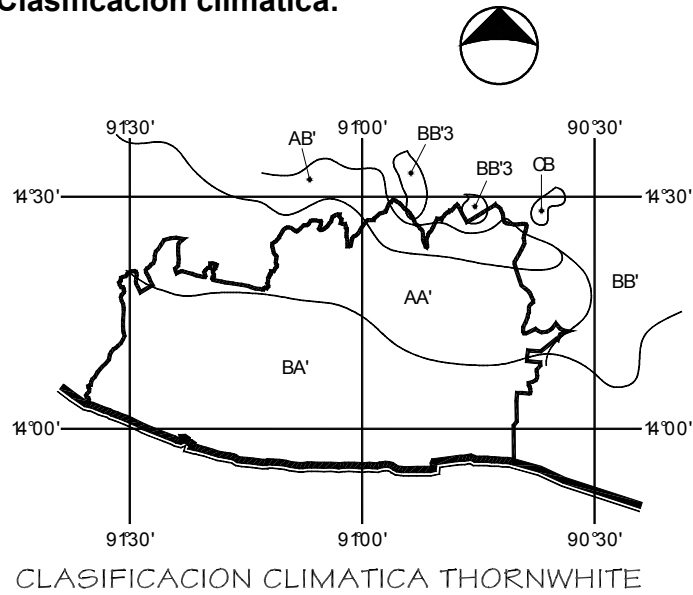 Clasificación climática:
91°30'
91°00'
90°30'
AB'
BB'3
BB'3
CB
14°30'
14°30'
BB'
AA'
BA'
14°00'
14°00'
91°30'
91°00'
90°30'
CLASIFICACION CLIMATICA THORNWHITE